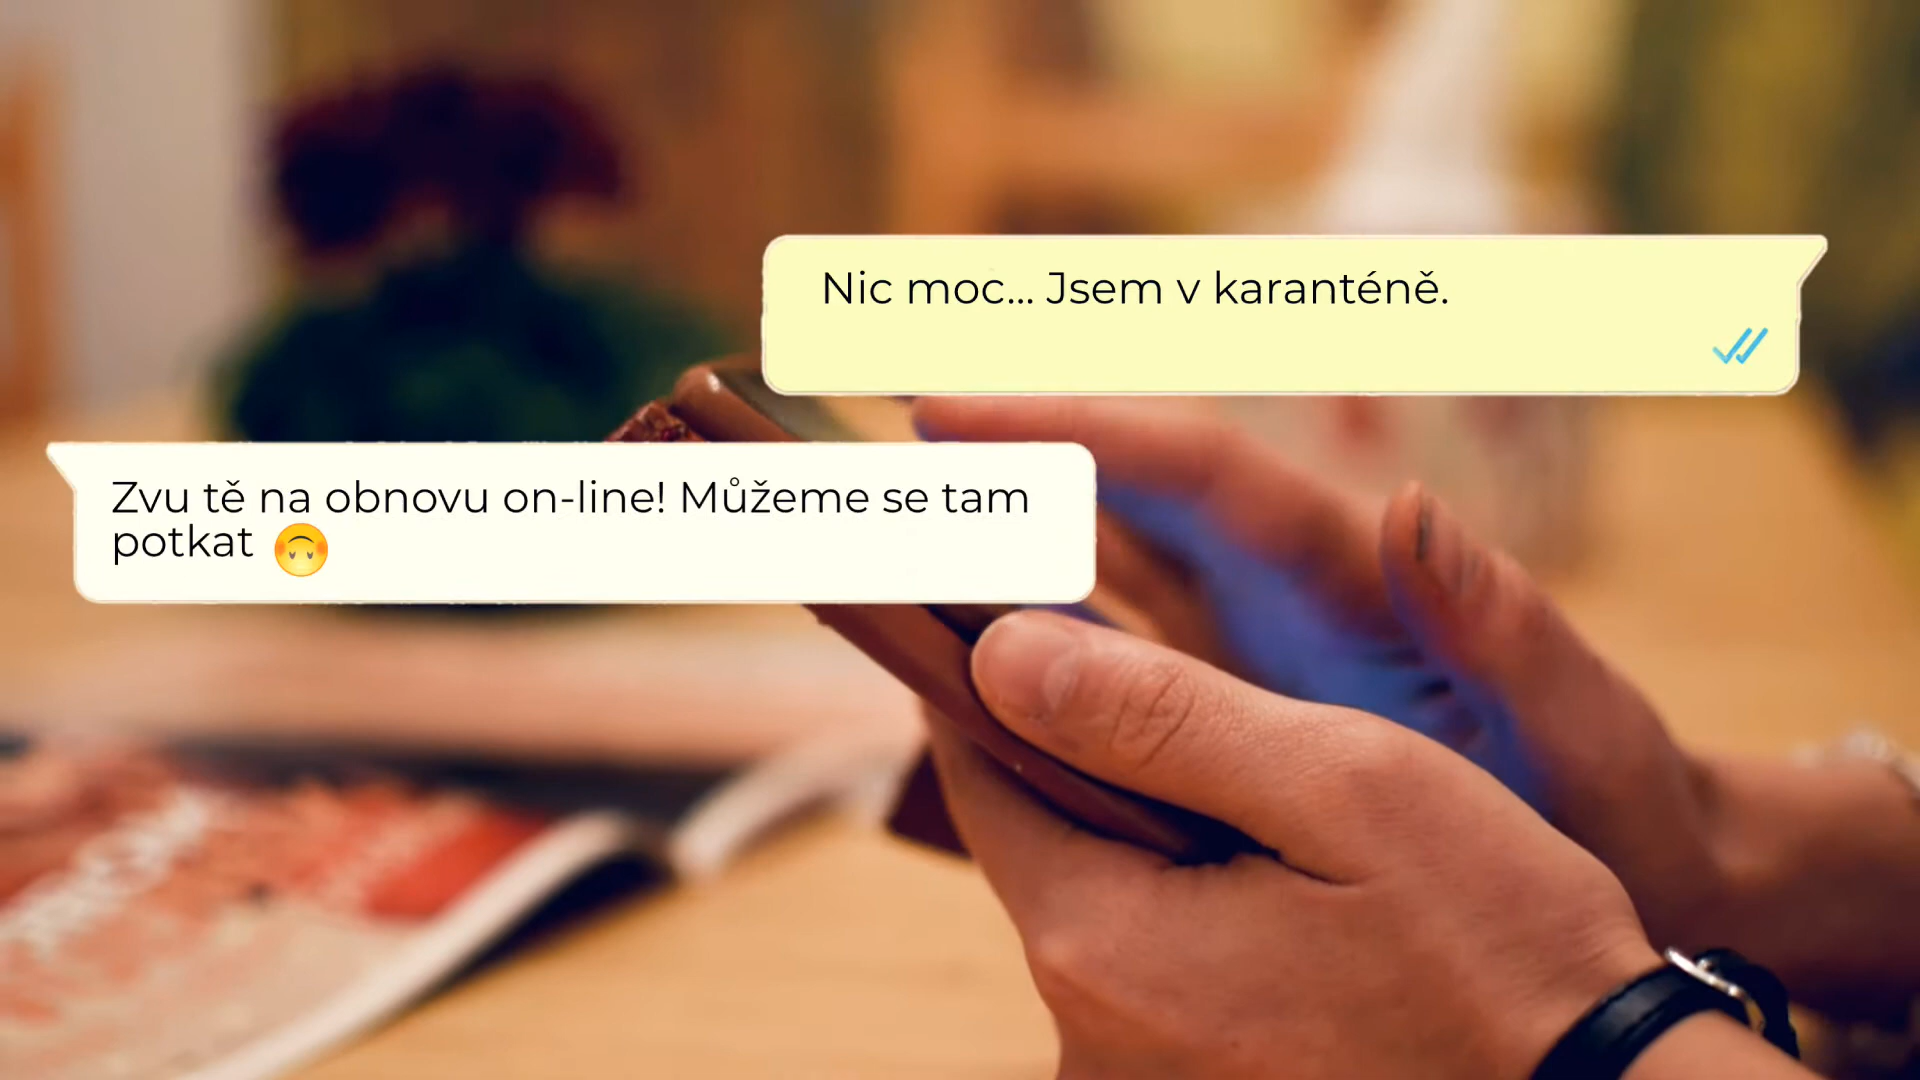 Nic moc... Jsem v karanténě.
Zvu tě na obnovu on-line! Můžeme se tam
potkat 🙃